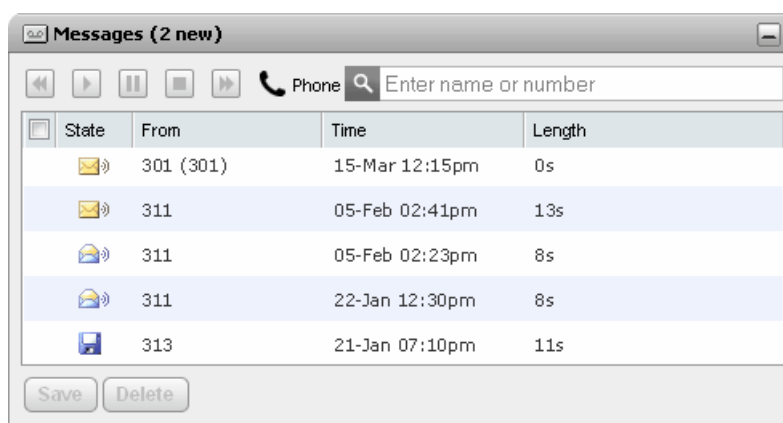 Messages (2 new)
Phone Enter name or number
State From Time Length
301 (301) 15-Mar 12:15pm 0s
311 05-Feb 02:41pm 13s
311 05-Feb 02:23pm 8s
311 22-Jan 12:30pm 8s
313 21-Jan 07:10pm 11s
Save Delete